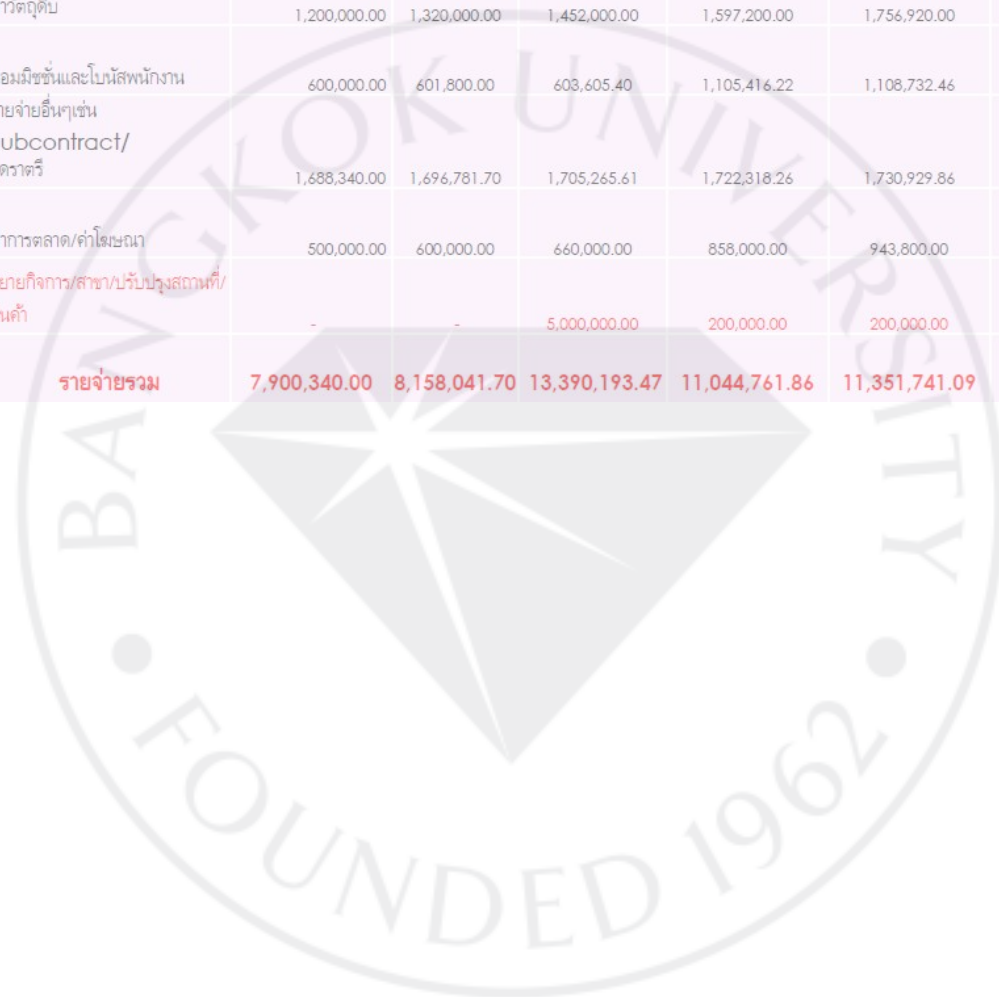 าวัตถุดิบ 1,200,000.00 1,320,000.00 1,452,000.00 1,597,200.00 1,756,920.00
อมมิชชั่นและโบนัสพนักงาน 600,000.00 601,800.00 603,605.40 1,105,416.22 1,108,732.46
ายจ่ายอื่นๆเช่น
ubcontract/
ดราตรี 1,688,340.00 1,696,781.70 1,705,265.61 1,722,318.26 1,730,929.86
าการตลาด/ค่าโฆษณา 500,000.00 600,000.00 660,000.00 858,000.00 943,800.00
ยายกิจการ/สาขา/ปรับปรุงสถานที่/
นค้า - - 5,000,000.00 200,000.00 200,000.00
รายจ่ายรวม 7,900,340.00 8,158,041.70 13,390,193.47 11,044,761.86 11,351,741.09
BANGKOK UNIVERSITY
FOUNDED 1962